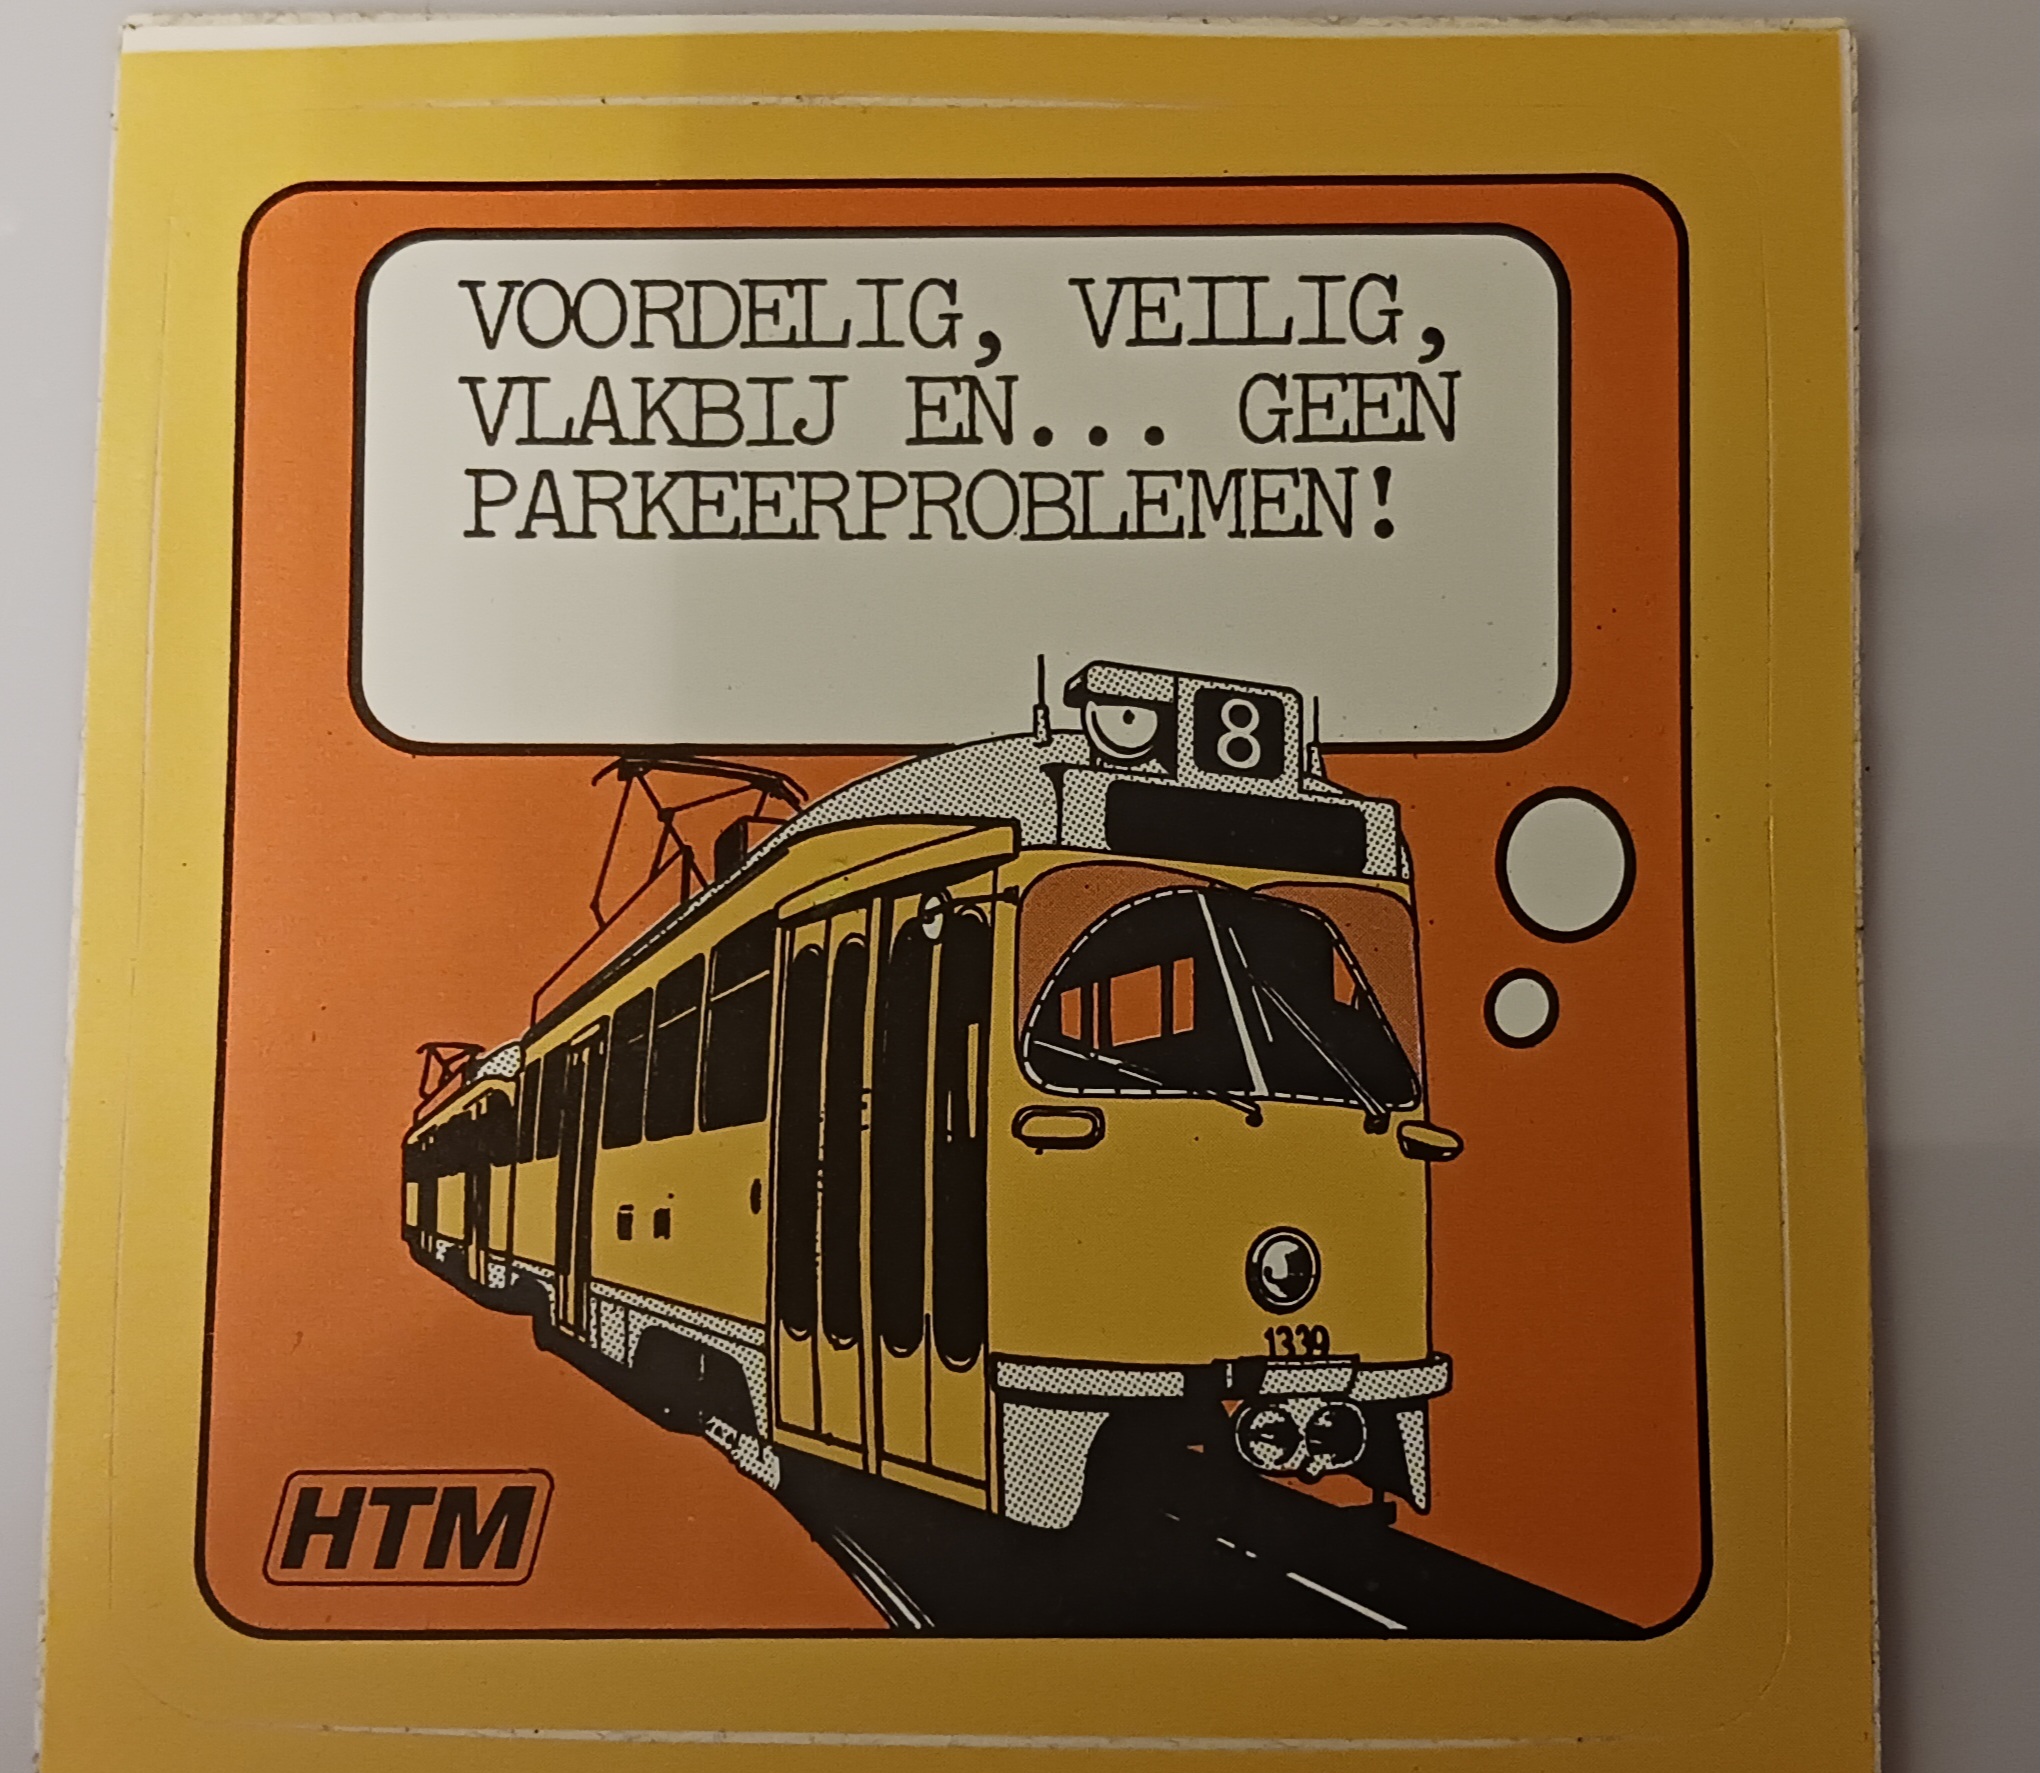 VOORDELIG, VEILIG,
VLAKBIJ EN... GEEN
PARKEERPROBLEMEN!
8
1339
HTM